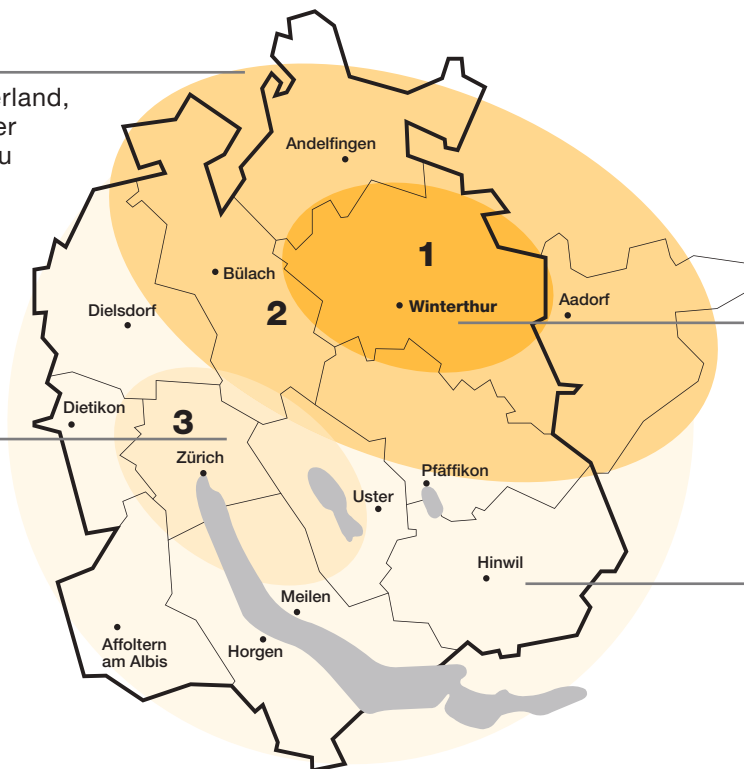 erland,
er
u
Andelfingen
1
Bülach
2
Winterthur
Aadorf
Dielsdorf
Dietikon
3
Zürich
Pfäffikon
Uster
Hinwil
Meilen
Affoltern
am Albis
Horgen